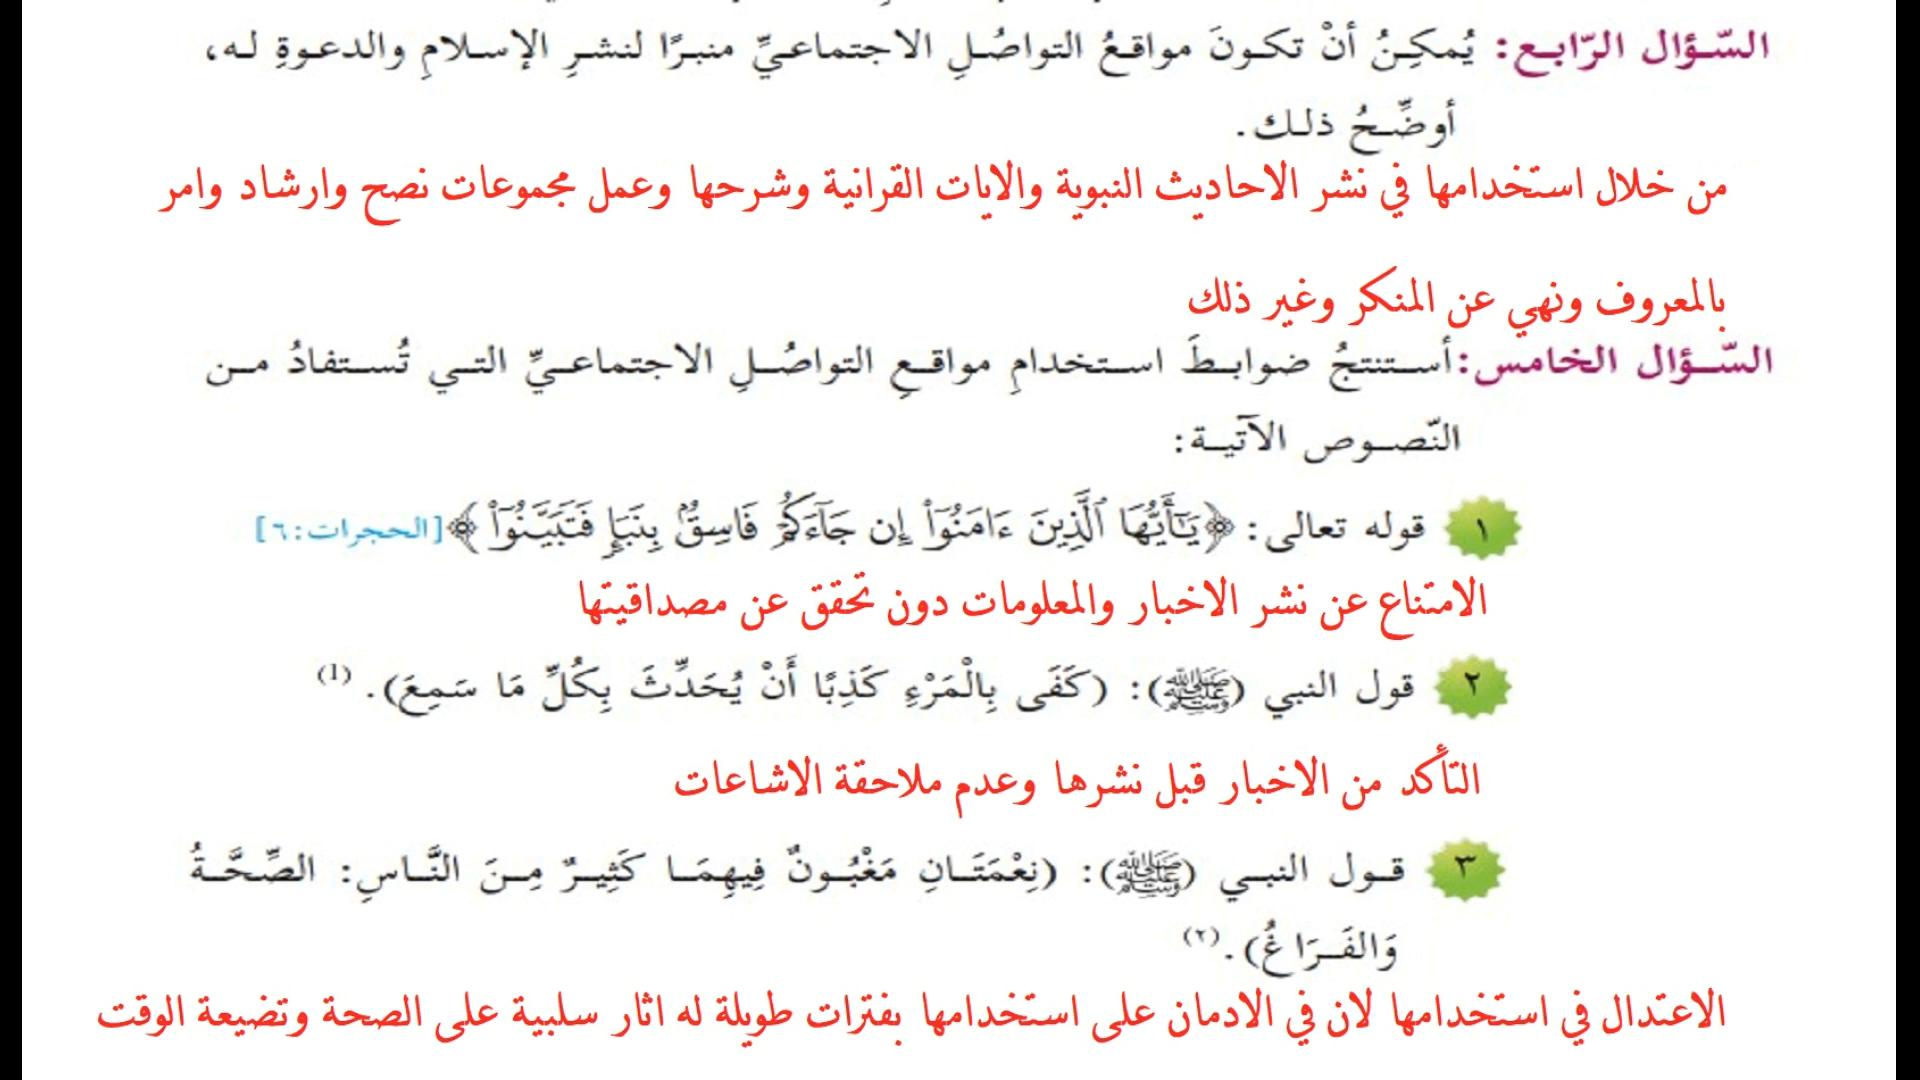 السّؤال الرّابع: يُمكِنُ أنْ تكونَ مواقعُ التواصُلِ الاجتماعيِّ منبرًا لنشرِ الإسلامِ والدعوةِ له،
أوضِّحُ ذلك.
من خلال استخدامها في نشر الاحاديث النبوية والايات القرانية وشرحها وعمل مجموعات نصح وارشاد وامر
بالمعروف ونهي عن المنكر وغير ذلك
السّؤال الخامس: أستنتجُ ضوابطَ استخدامِ مواقعِ التواصُلِ الاجتماعيِّ التي تُستفادُ من
النّصوص الآتية:
١ قوله تعالى: ﴿يَٰٓأَيُّهَا ٱلَّذِينَ ءَامَنُوٓاْ إِن جَآءَكُمۡ فَاسِقُۢ بِنَبَإٖ فَتَبَيَّنُوٓاْ﴾ [الحجرات:٦]
الامتناع عن نشر الاخبار والمعلومات دون تحقق عن مصداقيتها
٢ قول النبي (ﷺ): (كَفَى بِالْمَرْءِ كَذِبًا أَنْ يُحَدِّثَ بِكُلِّ مَا سَمِعَ). (1)
التأكد من الاخبار قبل نشرها وعدم ملاحقة الاشاعات
٣ قول النبي (ﷺ): (نِعْمَتَانِ مَغْبُونٌ فِيهِمَا كَثِيرٌ مِنَ النَّاسِ: الصِّحَّةُ
وَالفَرَاغُ). (٢)
الاعتدال في استخدامها لان في الادمان على استخدامها بفترات طويلة له اثار سلبية على الصحة وتضيعة الوقت